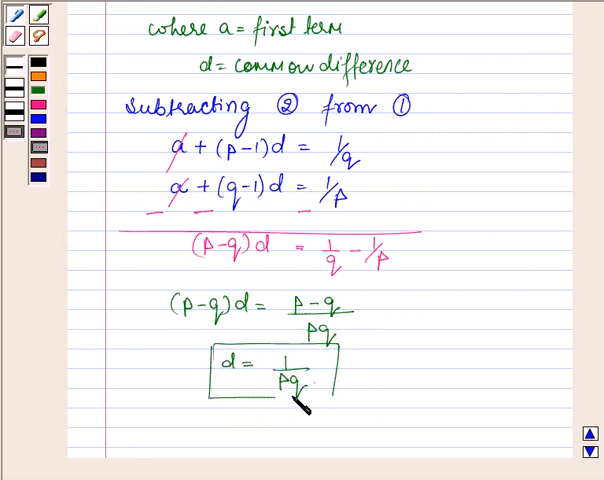 where a = first term
d = common difference
Subtracting ② from ①
a + (p-1)d = 1/q
a + (q-1)d = 1/p
(p-q)d = 1/q - 1/p
(p-q)d = p-q/pq
d = 1/pq